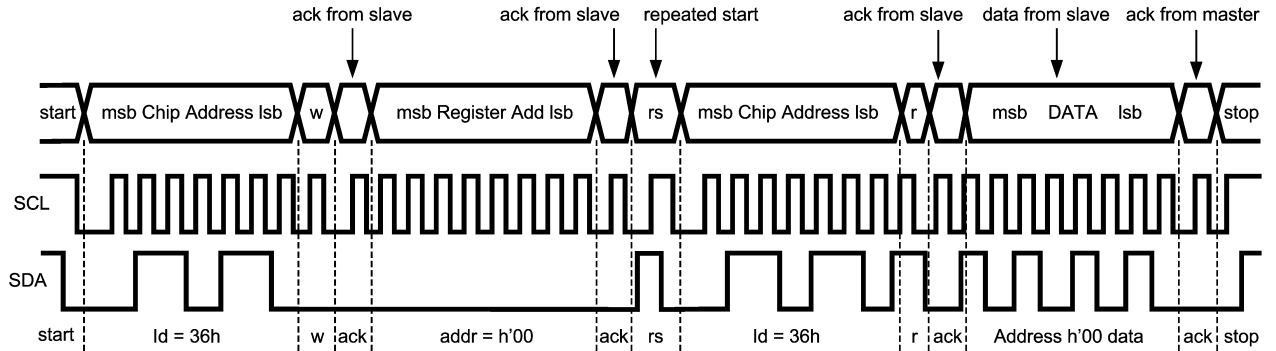 ack from slave ack from slave repeated start ack from slave data from slave ack from master
start msb Chip Address lsb w msb Register Add lsb rs msb Chip Address lsb r msb DATA lsb stop
SCL
SDA
start Id = 36h w ack addr = h'00 ack rs Id = 36h r ack Address h'00 data ack stop